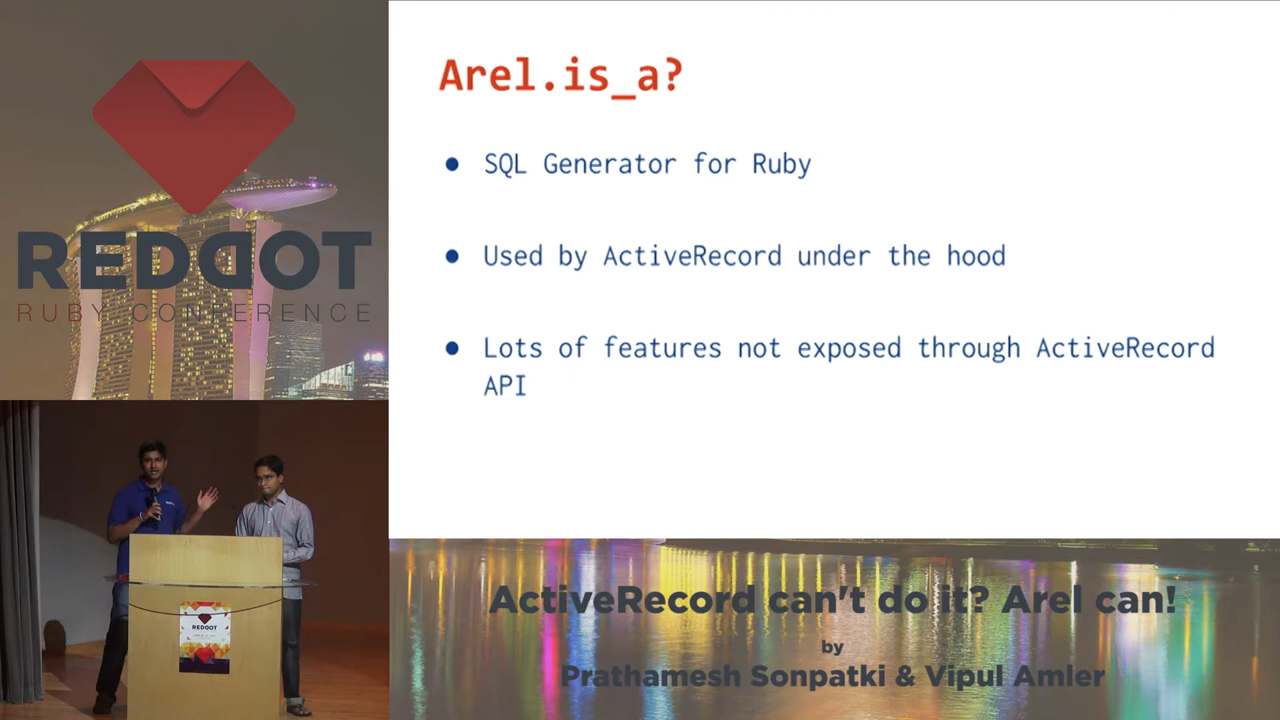 REDDOT
RUBY CONFERENCE
Arel.is_a?
● SQL Generator for Ruby
● Used by ActiveRecord under the hood
● Lots of features not exposed through ActiveRecord
API
REDDOT
ActiveRecord can't do it? Arel can!
by
Prathamesh Sonpatki & Vipul Amler